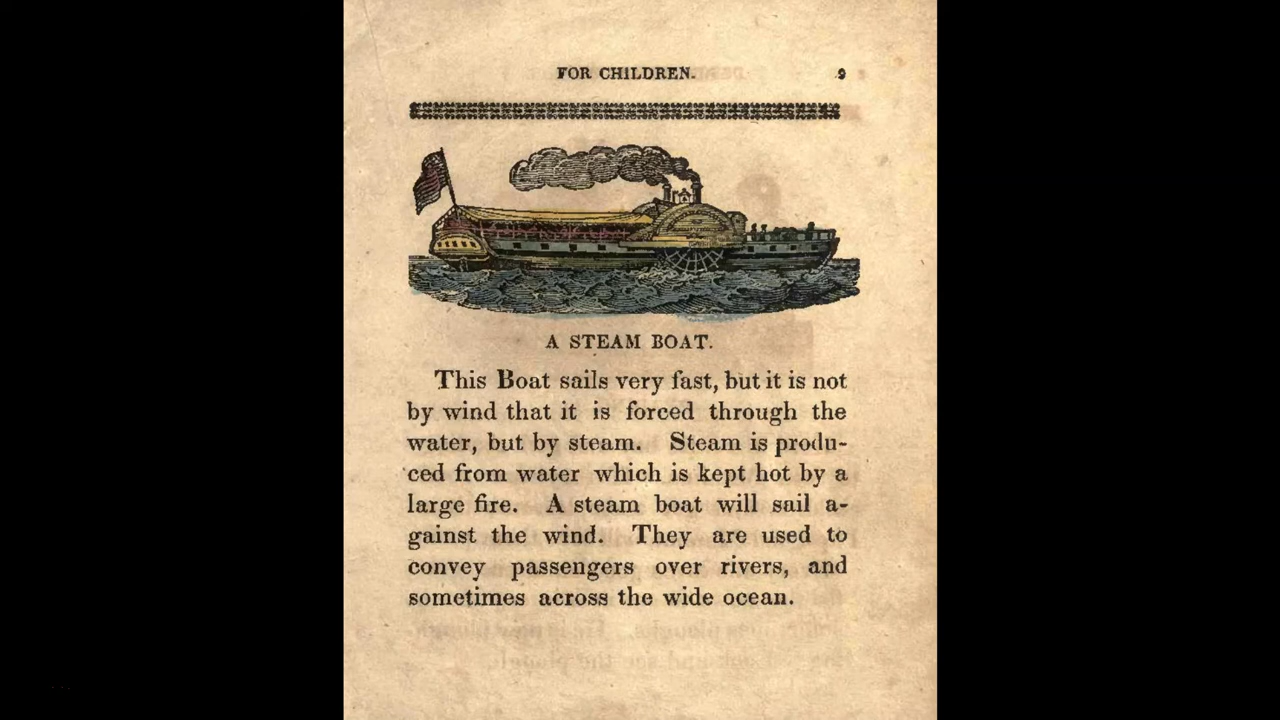 FOR CHILDREN. 9
A STEAM BOAT.
This Boat sails very fast, but it is not
by wind that it is forced through the
water, but by steam. Steam is produ-
ced from water which is kept hot by a
large fire. A steam boat will sail a-
gainst the wind. They are used to
convey passengers over rivers, and
sometimes across the wide ocean.